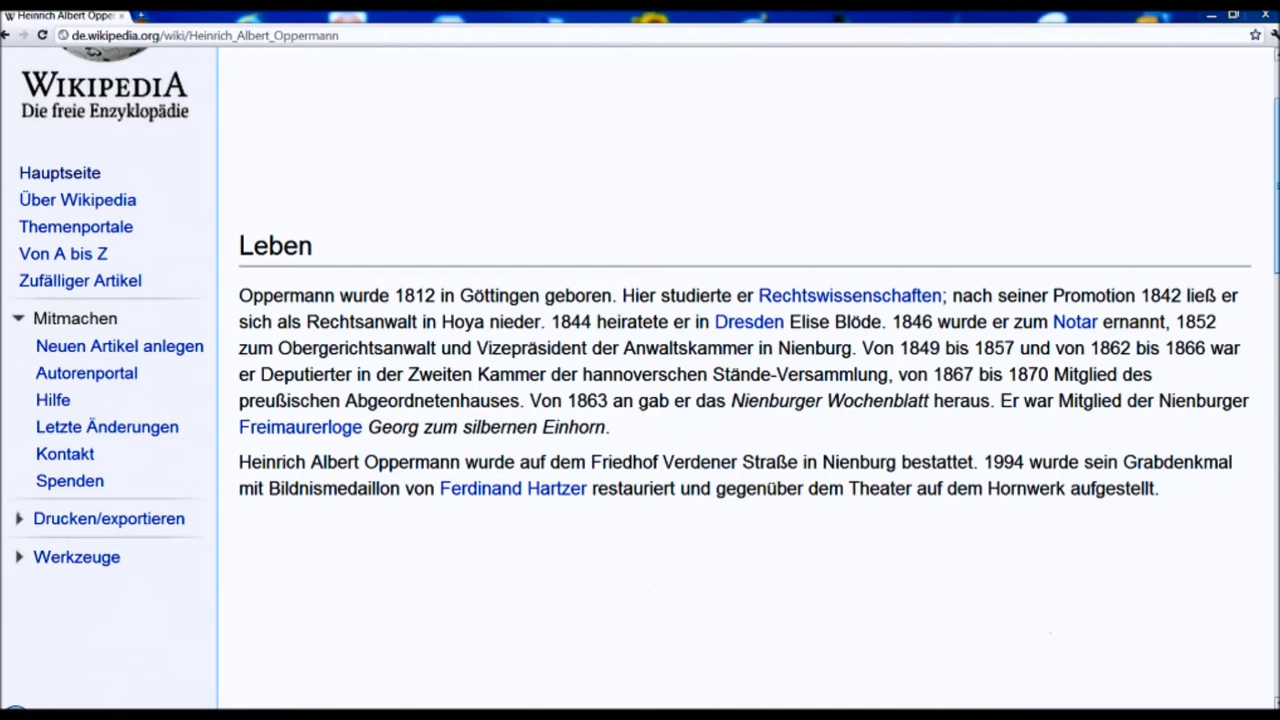 Heinrich Albert Opper
de.wikipedia.org/wiki/Heinrich_Albert_Oppermann
WIKIPEDIA
Die freie Enzyklopädie
Hauptseite
Über Wikipedia
Themenportale
Von A bis Z
Zufälliger Artikel
Mitmachen
Neuen Artikel anlegen
Autorenportal
Hilfe
Letzte Änderungen
Kontakt
Spenden
Drucken/exportieren
Werkzeuge
Leben
Oppermann wurde 1812 in Göttingen geboren. Hier studierte er Rechtswissenschaften; nach seiner Promotion 1842 ließ er
sich als Rechtsanwalt in Hoya nieder. 1844 heiratete er in Dresden Elise Blöde. 1846 wurde er zum Notar ernannt, 1852
zum Obergerichtsanwalt und Vizepräsident der Anwaltskammer in Nienburg. Von 1849 bis 1857 und von 1862 bis 1866 war
er Deputierter in der Zweiten Kammer der hannoverschen Stände-Versammlung, von 1867 bis 1870 Mitglied des
preußischen Abgeordnetenhauses. Von 1863 an gab er das Nienburger Wochenblatt heraus. Er war Mitglied der Nienburger
Freimaurerloge Georg zum silbernen Einhorn.
Heinrich Albert Oppermann wurde auf dem Friedhof Verdener Straße in Nienburg bestattet. 1994 wurde sein Grabdenkmal
mit Bildnismedaillon von Ferdinand Hartzer restauriert und gegenüber dem Theater auf dem Hornwerk aufgestellt.